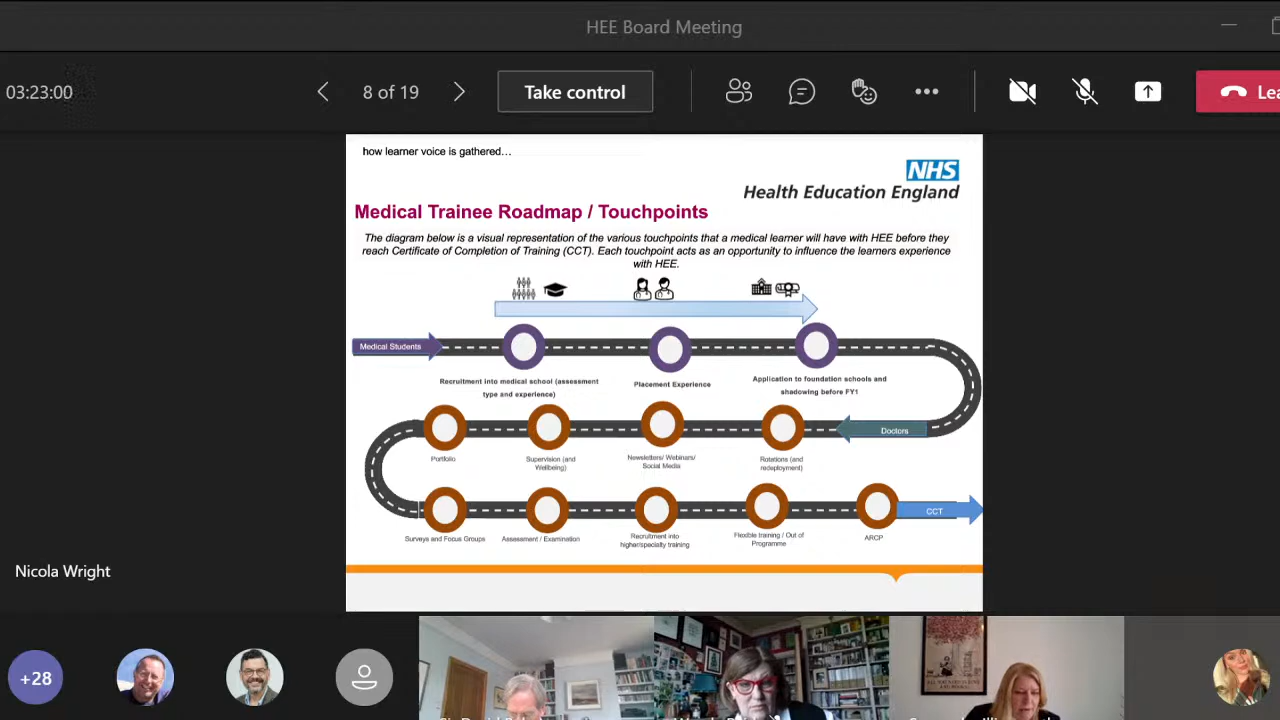 HEE Board Meeting
03:23:00
8 of 19
Take control
Lea
how learner voice is gathered...
NHS
Health Education England
Medical Trainee Roadmap / Touchpoints
The diagram below is a visual representation of the various touchpoints that a medical learner will have with HEE before they
reach Certificate of Completion of Training (CCT). Each touchpoint acts as an opportunity to influence the learners experience
with HEE.
Medical Students
Recruitment into medical school (assessment
type and experience)
Placement Experience
Application to foundation schools and
shadowing before FY1
Doctors
Portfolio
Supervision (and
Wellbeing)
Newsletters/ Webinars/
Social Media
Rotations (and
redeployment)
CCT
Surveys and Focus Groups
Assessment / Examination
Recruitment into
higher/specialty training
Flexible training / Out of
Programme
ARCP
Nicola Wright
+28